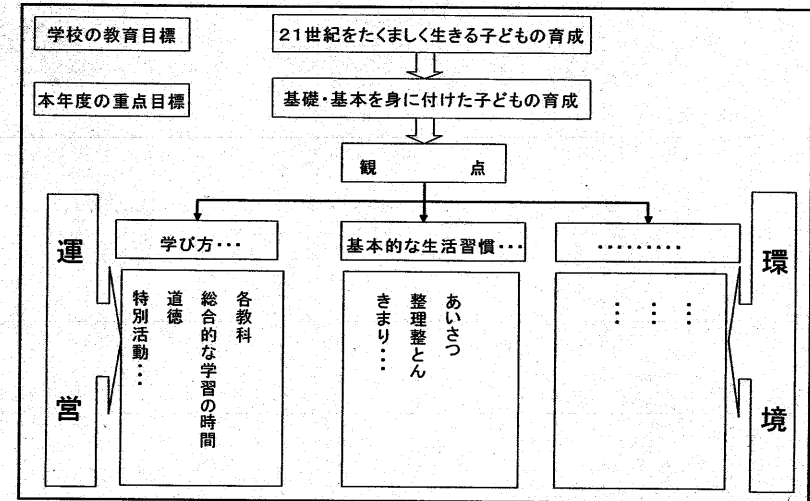 学校の教育目標
21世紀をたくましく生きる子どもの育成
本年度の重点目標
基礎・基本を身に付けた子どもの育成
観 点
運営
学び方・・・
各教科
総合的な学習の時間
道徳
特別活動・・・
基本的な生活習慣・・・
あいさつ
整理整とん
きまり・・・
・・・・・・・・・
・・・
・・・
・・・
環境